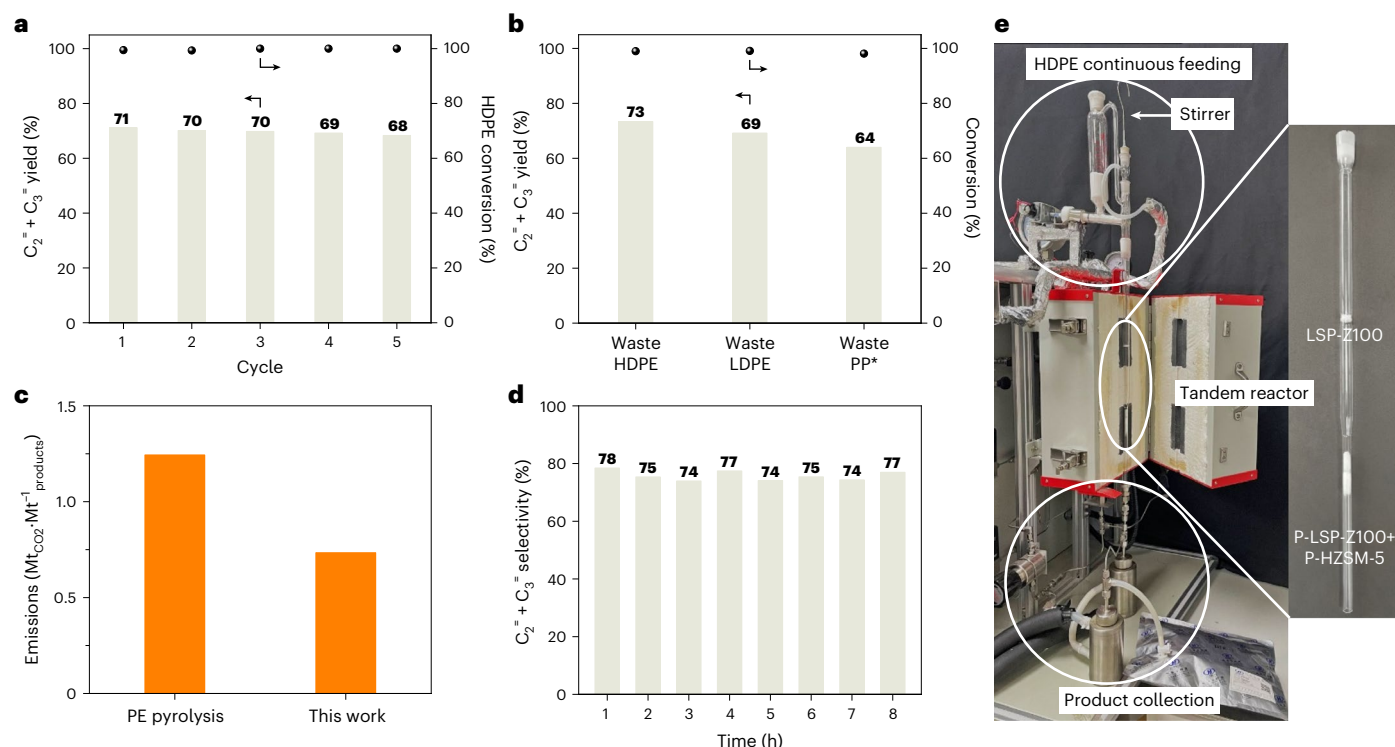 a
100
80
60
40
20
0
71
70
70
69
68
100
80
60
40
20
0
1 2 3 4 5
Cycle
C₂⁼ + C₃⁼ yield (%)
HDPE conversion (%)
b
100
80
60
40
20
0
73
69
64
100
80
60
40
20
0
Waste
HDPE
Waste
LDPE
Waste
PP*
C₂⁼ + C₃⁼ yield (%)
Conversion (%)
c
1.5
1.0
0.5
0
PE pyrolysis
This work
Emissions (Mt_CO2·Mt⁻¹_products)
d
100
80
60
40
20
0
78 75 74 77 74 75 74 77
1 2 3 4 5 6 7 8
Time (h)
C₂⁼ + C₃⁼ selectivity (%)
e
HDPE continuous feeding
Stirrer
LSP-Z100
Tandem reactor
P-LSP-Z100+
P-HZSM-5
Product collection